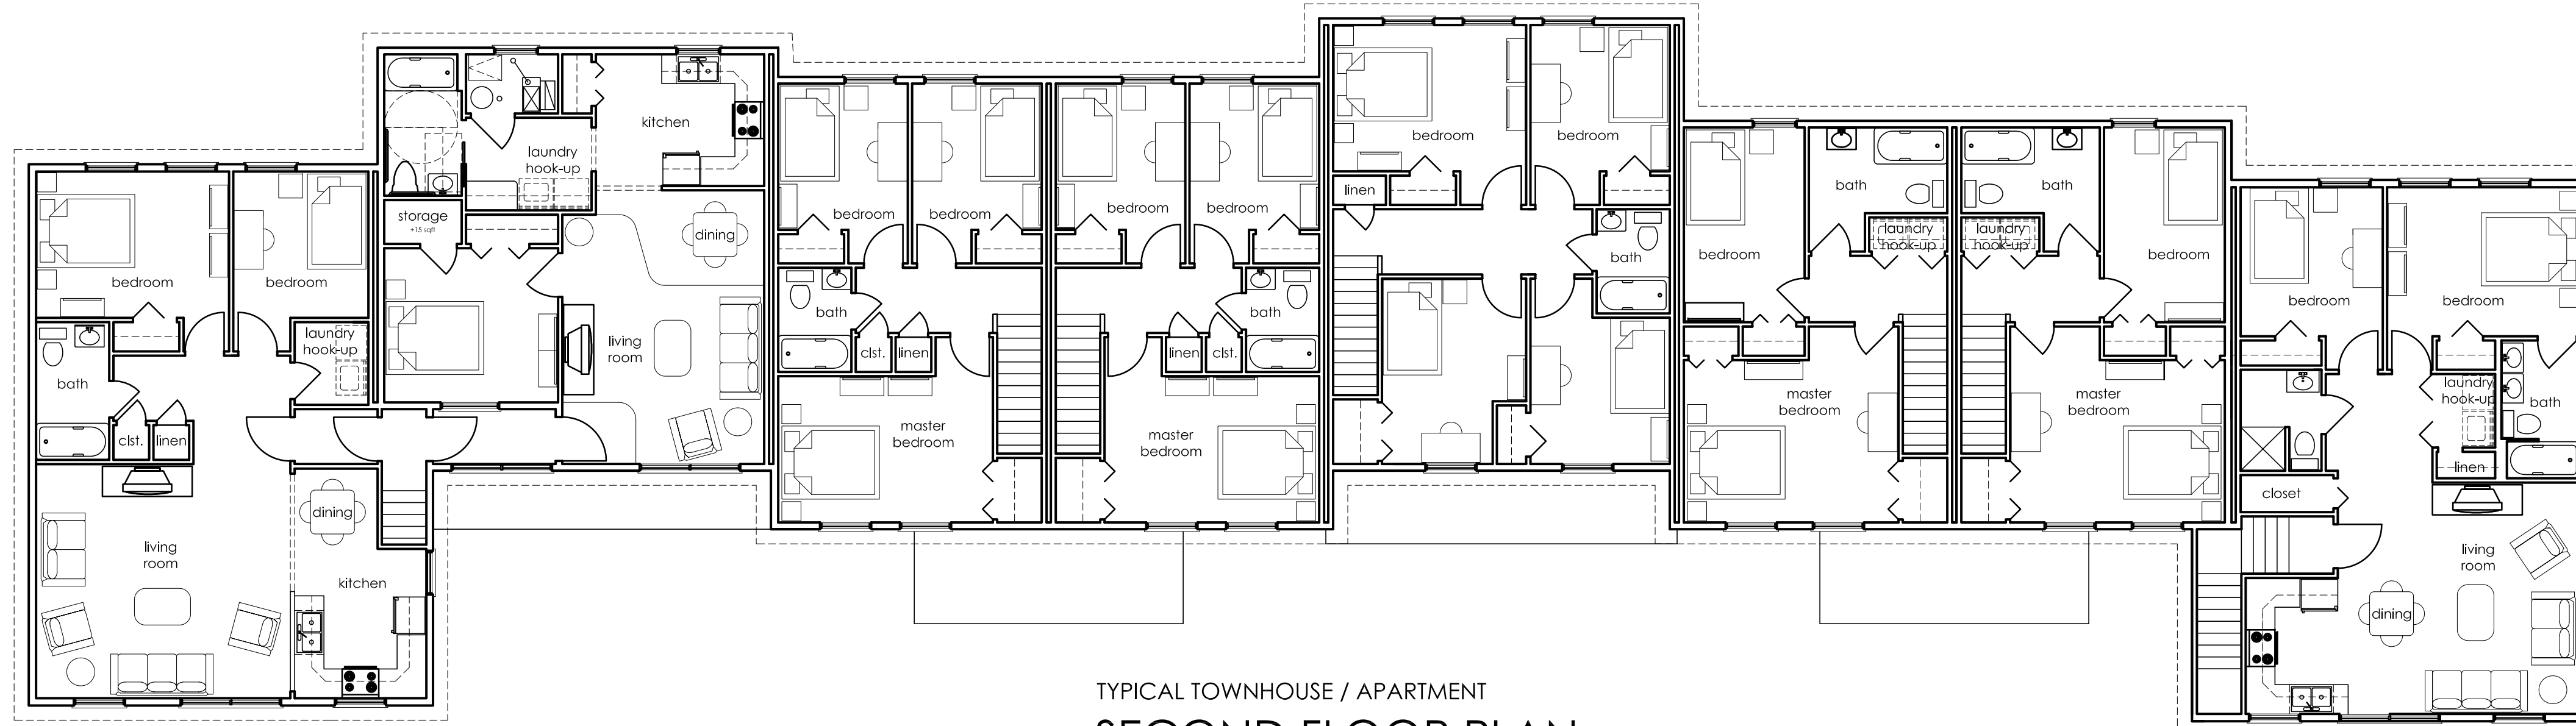 bedroom
bedroom
bath
laundry
hook-up
clst.
linen
living
room
dining
kitchen
storage
+15 sqft
laundry
hook-up
kitchen
dining
living
room
bedroom
bedroom
bath
clst.
linen
master
bedroom
bedroom
bedroom
linen
clst.
bath
master
bedroom
bedroom
bedroom
linen
bath
bedroom
bath
laundry
hook-up
master
bedroom
bath
laundry
hook-up
bedroom
master
bedroom
bedroom
bedroom
laundry
hook-up
bath
linen
closet
living
room
dining
TYPICAL TOWNHOUSE / APARTMENT
SECOND FLOOR PLAN